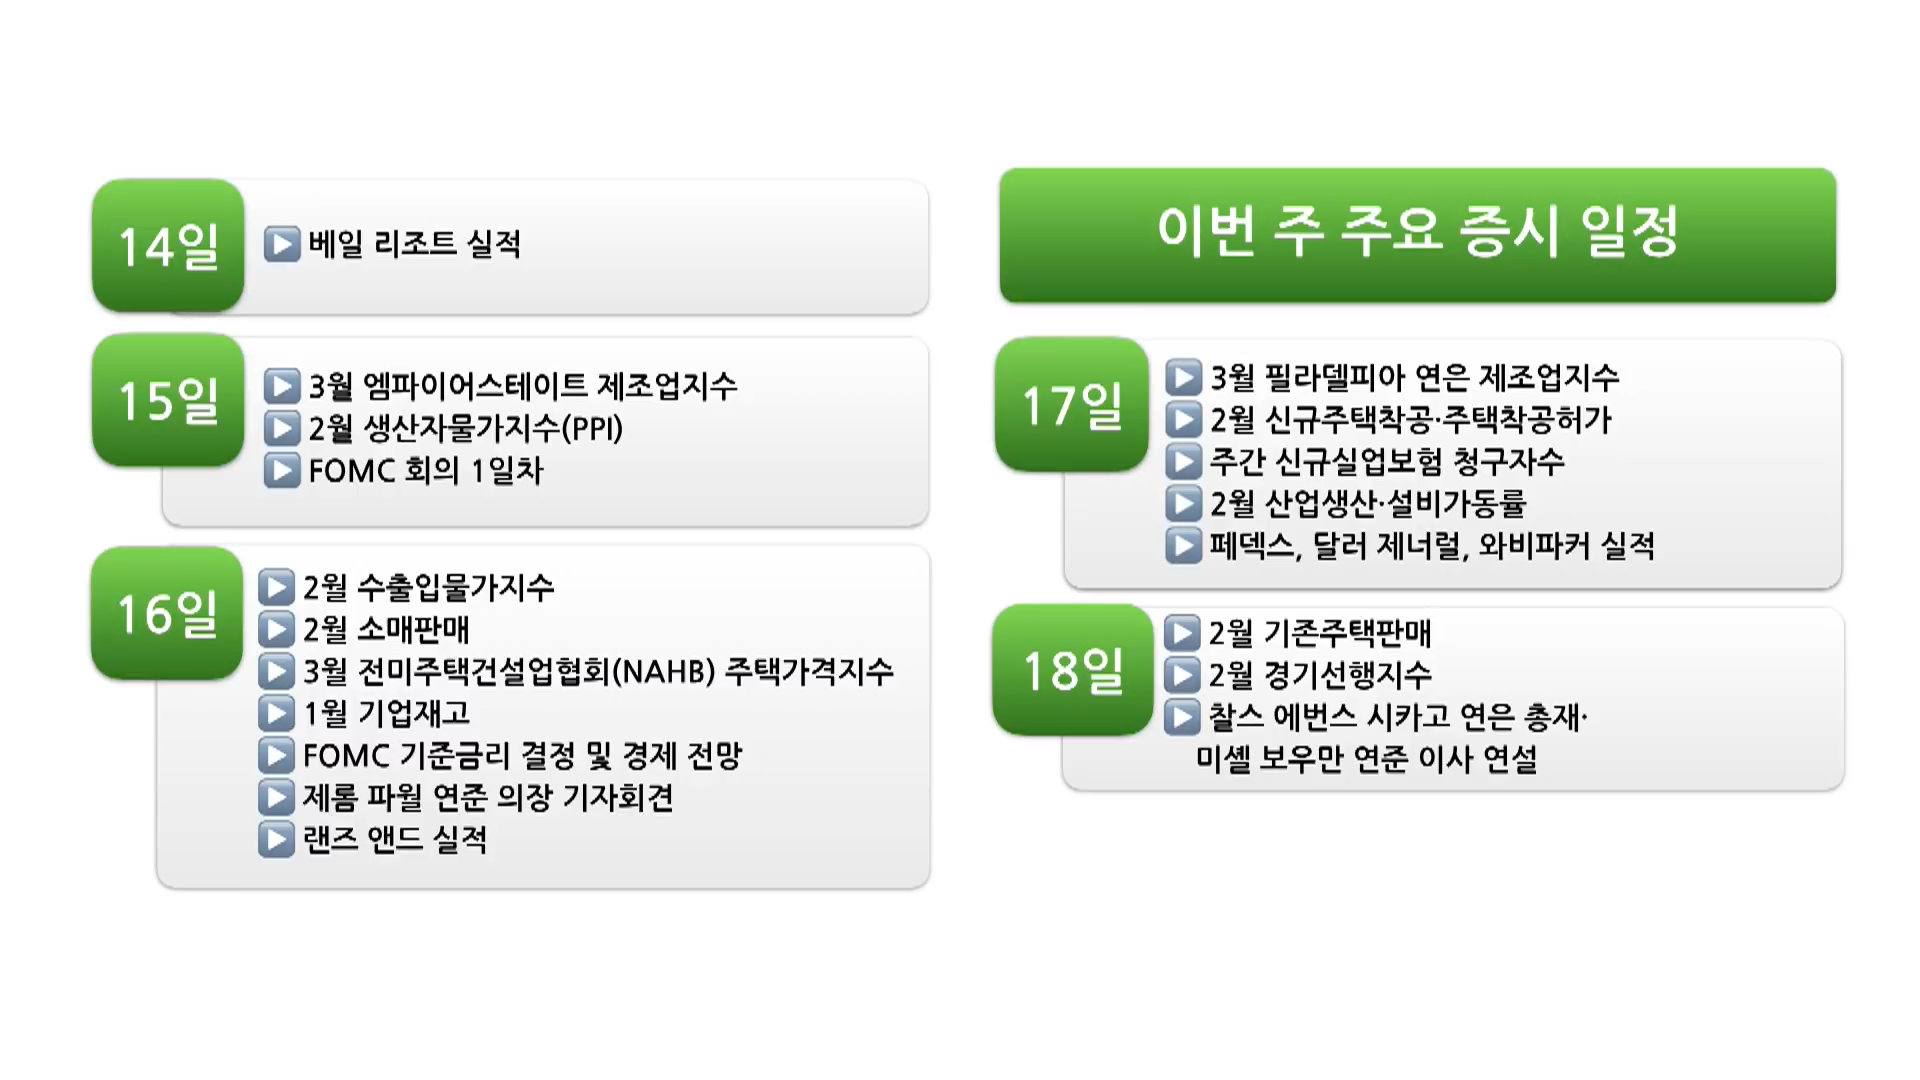 이번 주 주요 증시 일정
14일
▶ 베일 리조트 실적
15일
▶ 3월 엠파이어스테이트 제조업지수
▶ 2월 생산자물가지수(PPI)
▶ FOMC 회의 1일차
16일
▶ 2월 수출입물가지수
▶ 2월 소매판매
▶ 3월 전미주택건설업협회(NAHB) 주택가격지수
▶ 1월 기업재고
▶ FOMC 기준금리 결정 및 경제 전망
▶ 제롬 파월 연준 의장 기자회견
▶ 랜즈 앤드 실적
17일
▶ 3월 필라델피아 연은 제조업지수
▶ 2월 신규주택착공·주택착공허가
▶ 주간 신규실업보험 청구자수
▶ 2월 산업생산·설비가동률
▶ 페덱스, 달러 제너럴, 와비파커 실적
18일
▶ 2월 기존주택판매
▶ 2월 경기선행지수
▶ 찰스 에번스 시카고 연은 총재·
미셸 보우만 연준 이사 연설